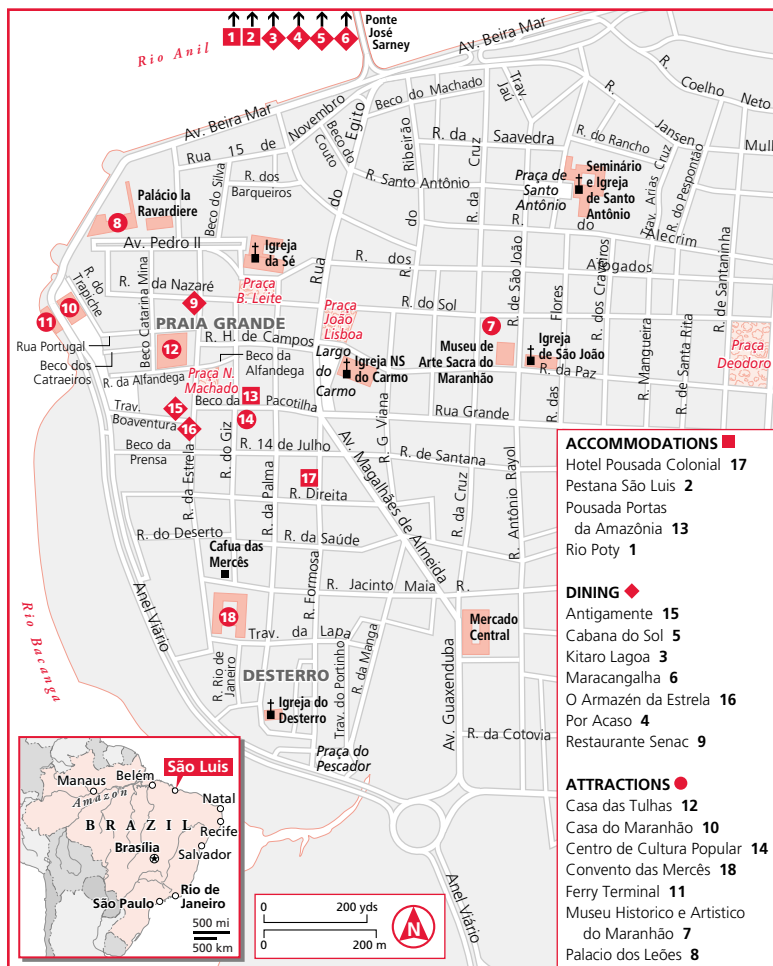 1 2 3 4 5 6
Ponte
José
Sarney
Rio Anil
Av. Beira Mar
Av. Beira Mar
R. Coelho Neto
Trav.
Jaú
Beco do Machado
R. Jansen Mull
Rua 15 de Novembro
Egito
Beco do
Couto
Ribeirão
R. da Saavedra
Cruz
R. do Rancho
Beco do Silva
R. dos
Barqueiros
R. Santo Antônio
Praça de
Santo
Antônio
Seminário
e Igreja
de Santo
Antônio
Trav. Arias Cruz
R. do Pespontão
Palácio la
Ravardiere
8
Av. Pedro II
Igreja
da Sé
Rua do
R. do Alecrim
R. dos Afogados
R. do
Trapiche
R. da Nazaré
Beco Catarina Mina
9
Praça
B. Leite
Praça
João
Lisboa
R. do Sol
R. da
do
R. de São João
Flores
R. dos Craveiros
R. de Santaninha
10
11
PRAIA GRANDE
7
Rua Portugal
Beco dos
Catraeiros
12
R. H. de Campos
Beco da
Alfandega
Largo
do
Carmo
Igreja NS
do Carmo
Museu de
Arte Sacra do
Maranhão
Igreja
de São João
R. da Paz
R. Mangueira
R. de Santa Rita
Praça
Deodoro
R. da Alfandega
Praça N.
Machado
13
Beco da Pacotilha
Trav.
Boaventura
15
16
14
R. G. Viana
Rua Grande
R. das
Beco da
Prensa
R. da Estrela
R. do Giz
R. 14 de Julho
R. da Palma
17
R. Direita
Av. Magalhães de Almeida
R. de Santana
R. da Cruz
R. Antônio Rayol
R. do Deserto
R. da Saúde
Cafua das
Mercês
R. Formosa
R. Jacinto Maia R.
Anel Viário
18
Trav. da Lapa
Mercado
Central
Rio Bacanga
R. Rio de
Janeiro
DESTERRO
Trav. do Portinho
R. da Manga
Igreja do
Desterro
Av. Guaxenduba
R. da Cotovia
Praça do
Pescador
Anel Viário
ACCOMMODATIONS
Hotel Pousada Colonial 17
Pestana São Luis 2
Pousada Portas
da Amazônia 13
Rio Poty 1
DINING
Antigamente 15
Cabana do Sol 5
Kitaro Lagoa 3
Maracangalha 6
O Armazén da Estrela 16
Por Acaso 4
Restaurante Senac 9
ATTRACTIONS
Casa das Tulhas 12
Casa do Maranhão 10
Centro de Cultura Popular 14
Convento das Mercês 18
Ferry Terminal 11
Museu Historico e Artistico
do Maranhão 7
Palacio dos Leões 8
São Luis
Manaus
Belém
Amazon
Natal
BRAZIL
Recife
Brasília
Salvador
São Paulo
Rio de
Janeiro
500 mi
500 km
0 200 yds
0 200 m
N